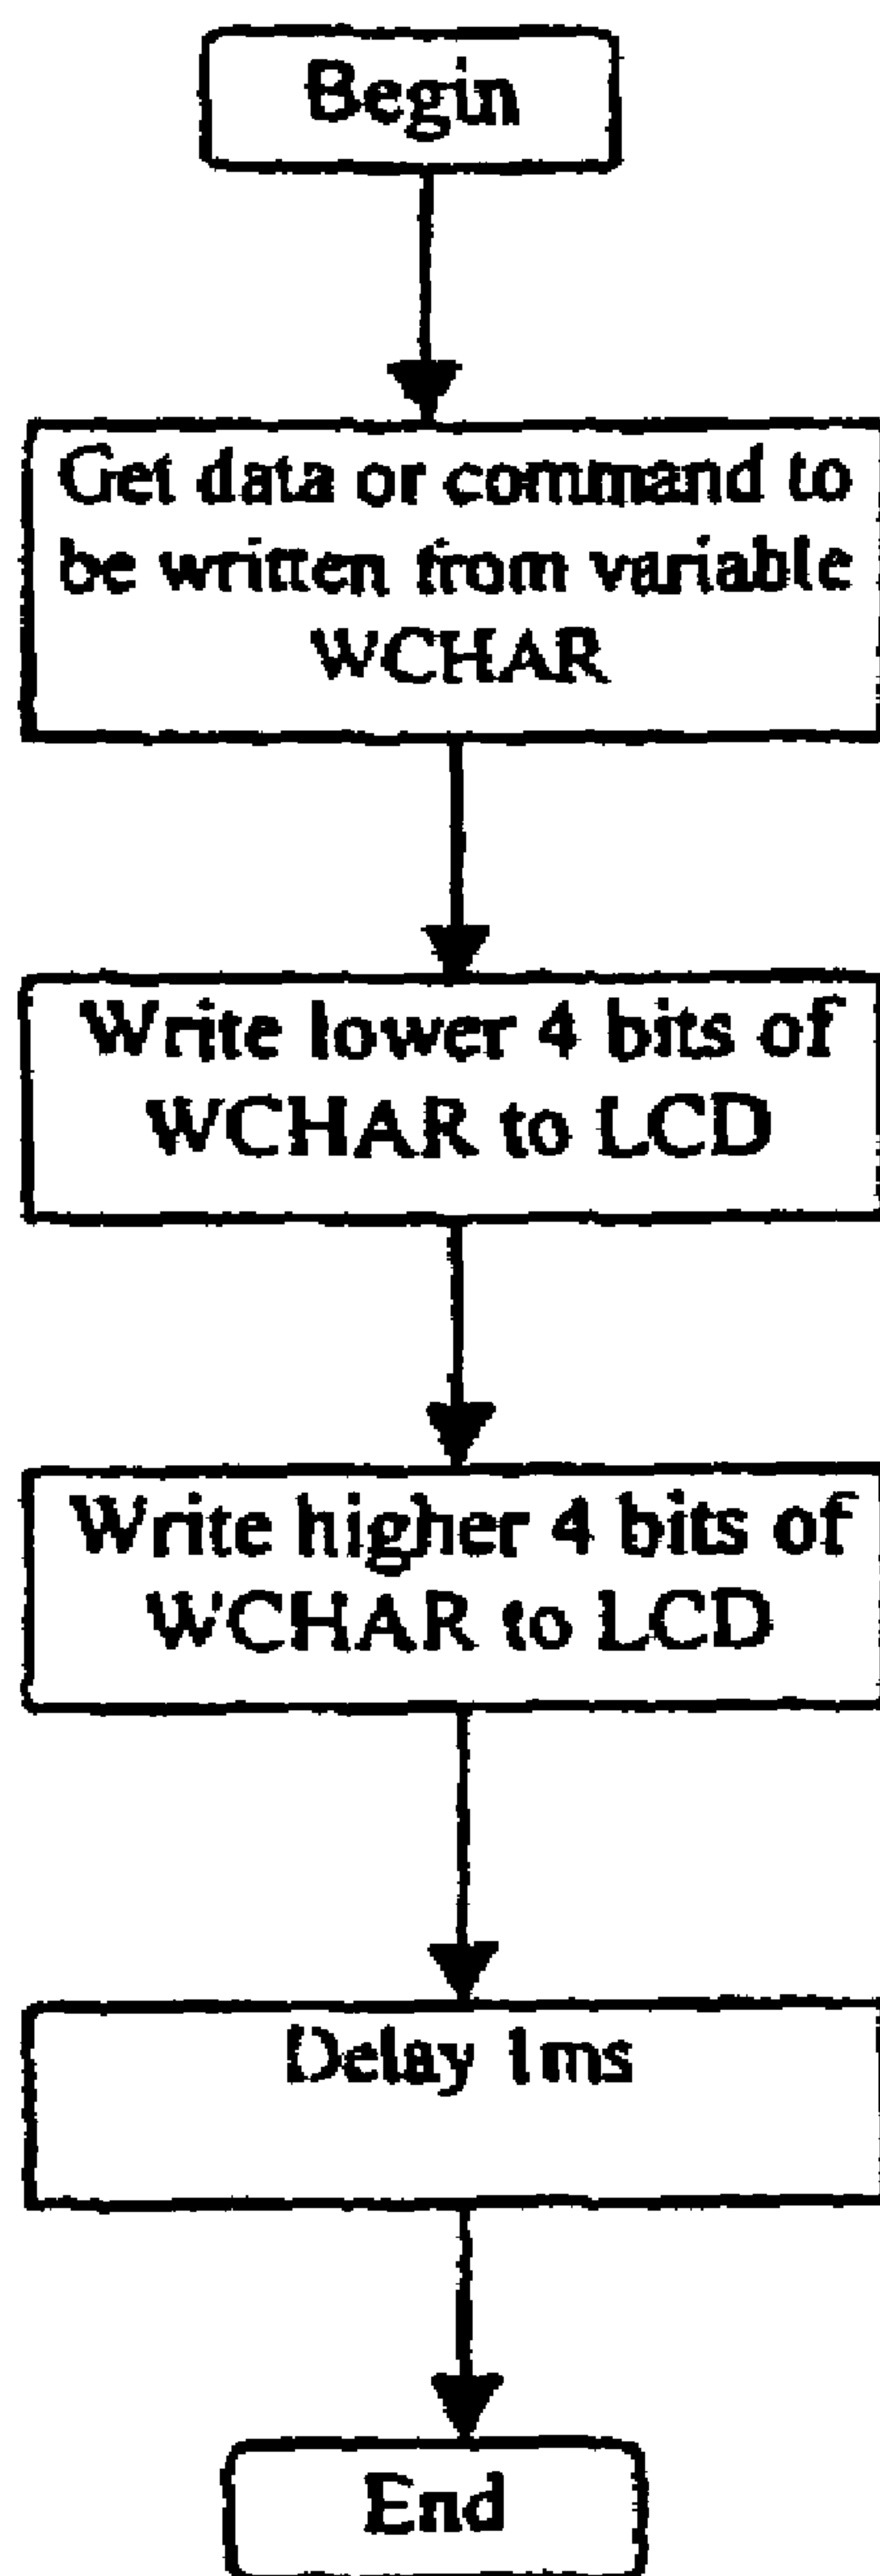 Begin
Get data or command to
be written from variable
WCHAR
Write lower 4 bits of
WCHAR to LCD
Write higher 4 bits of
WCHAR to LCD
Delay 1ms
End